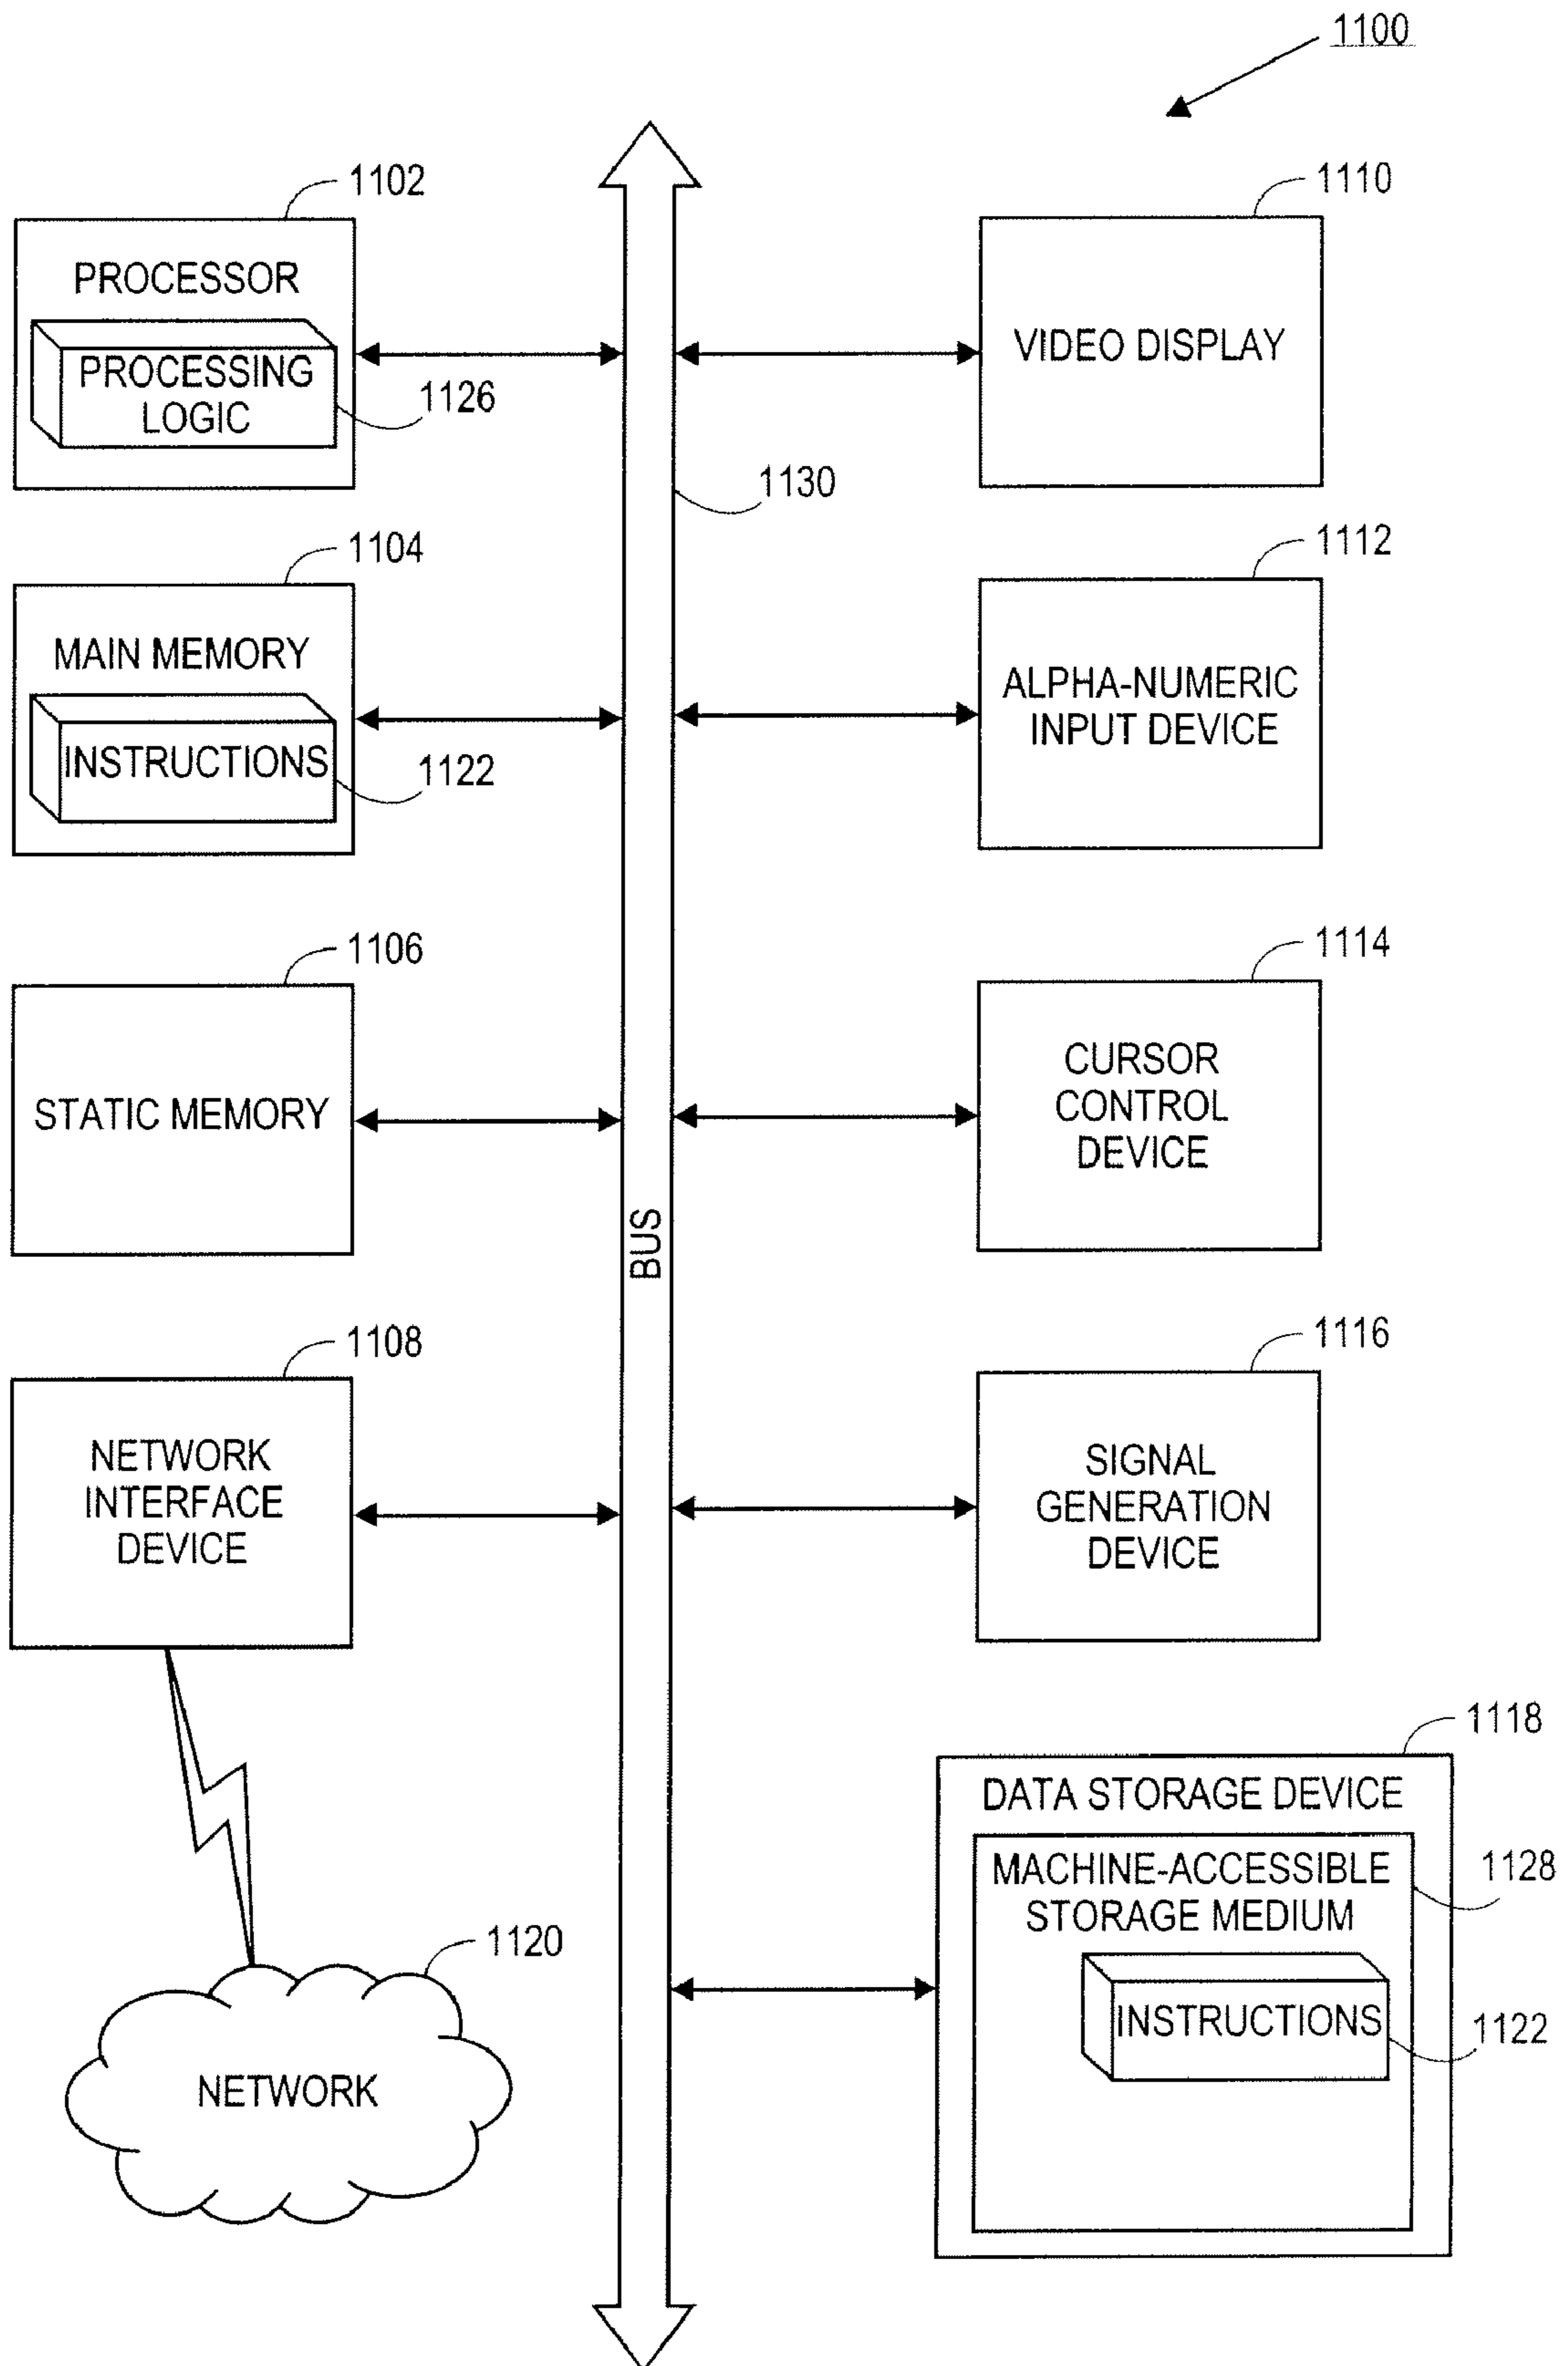 1100
1102
PROCESSOR
PROCESSING
LOGIC
1126
1110
VIDEO DISPLAY
1130
1104
MAIN MEMORY
INSTRUCTIONS
1122
1112
ALPHA-NUMERIC
INPUT DEVICE
1106
STATIC MEMORY
1114
CURSOR
CONTROL
DEVICE
BUS
1108
NETWORK
INTERFACE
DEVICE
1116
SIGNAL
GENERATION
DEVICE
1118
DATA STORAGE DEVICE
MACHINE-ACCESSIBLE
STORAGE MEDIUM
1128
INSTRUCTIONS
1122
1120
NETWORK